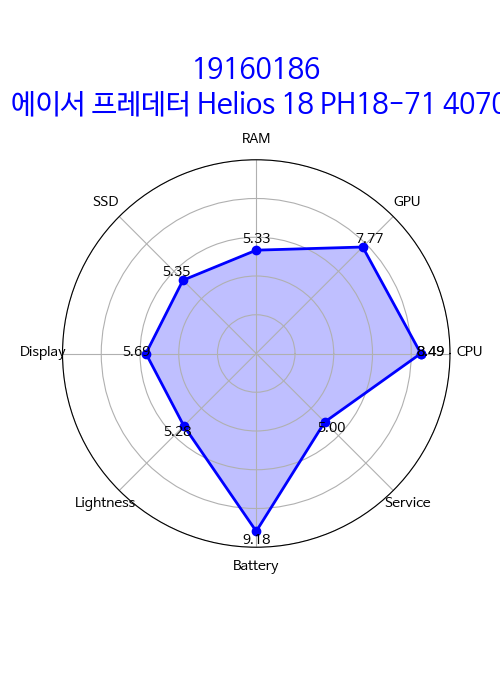 19160186
에이서 프레데터 Helios 18 PH18-71 4070
RAM
SSD
GPU
5.33
7.77
5.35
Display
5.69
8.49
CPU
5.28
5.00
Lightness
Service
9.18
Battery